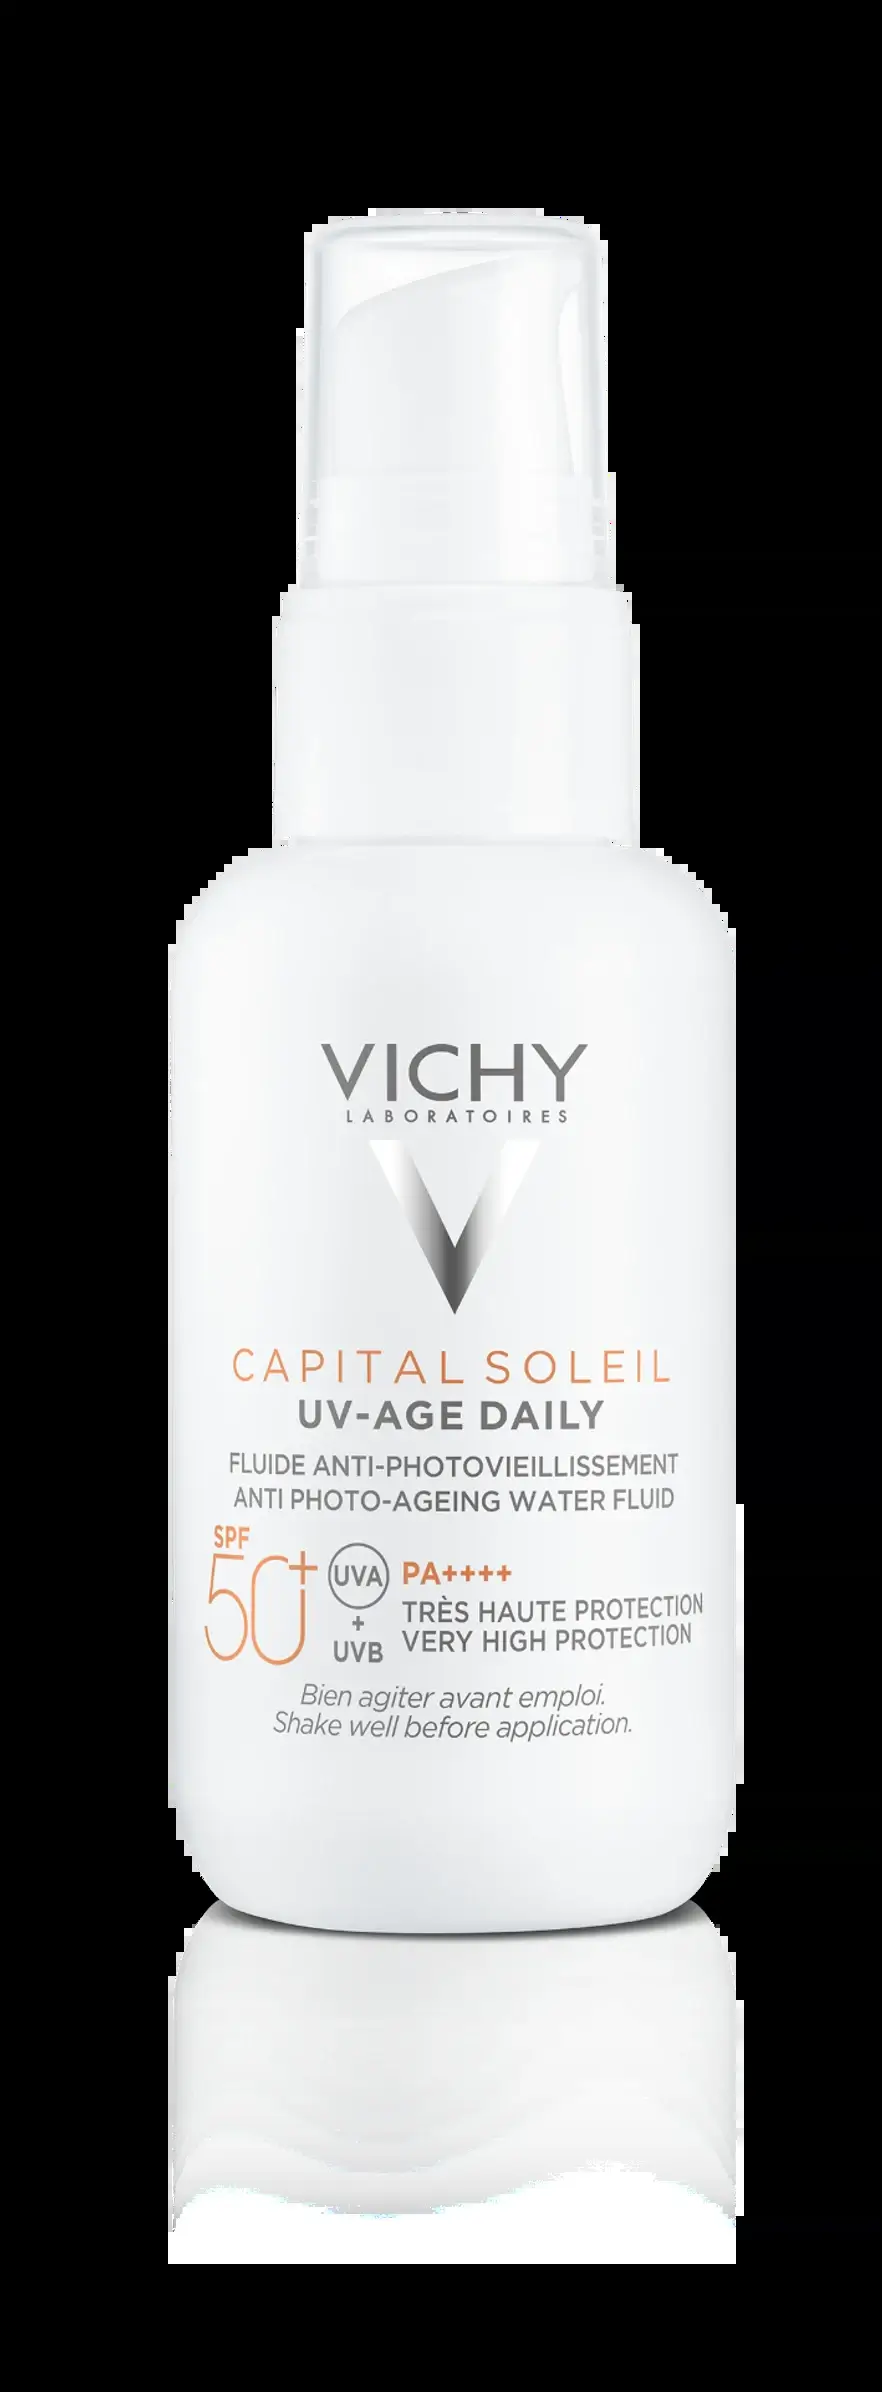 VICHY
LABORATOIRES
CAPITAL SOLEIL
UV-AGE DAILY
FLUIDE ANTI-PHOTOVIEILLISSEMENT
ANTI PHOTO-AGEING WATER FLUID
SPF
50+
UVA
+
UVB
PA++++
TRÈS HAUTE PROTECTION
VERY HIGH PROTECTION
Bien agiter avant emploi.
Shake well before application.